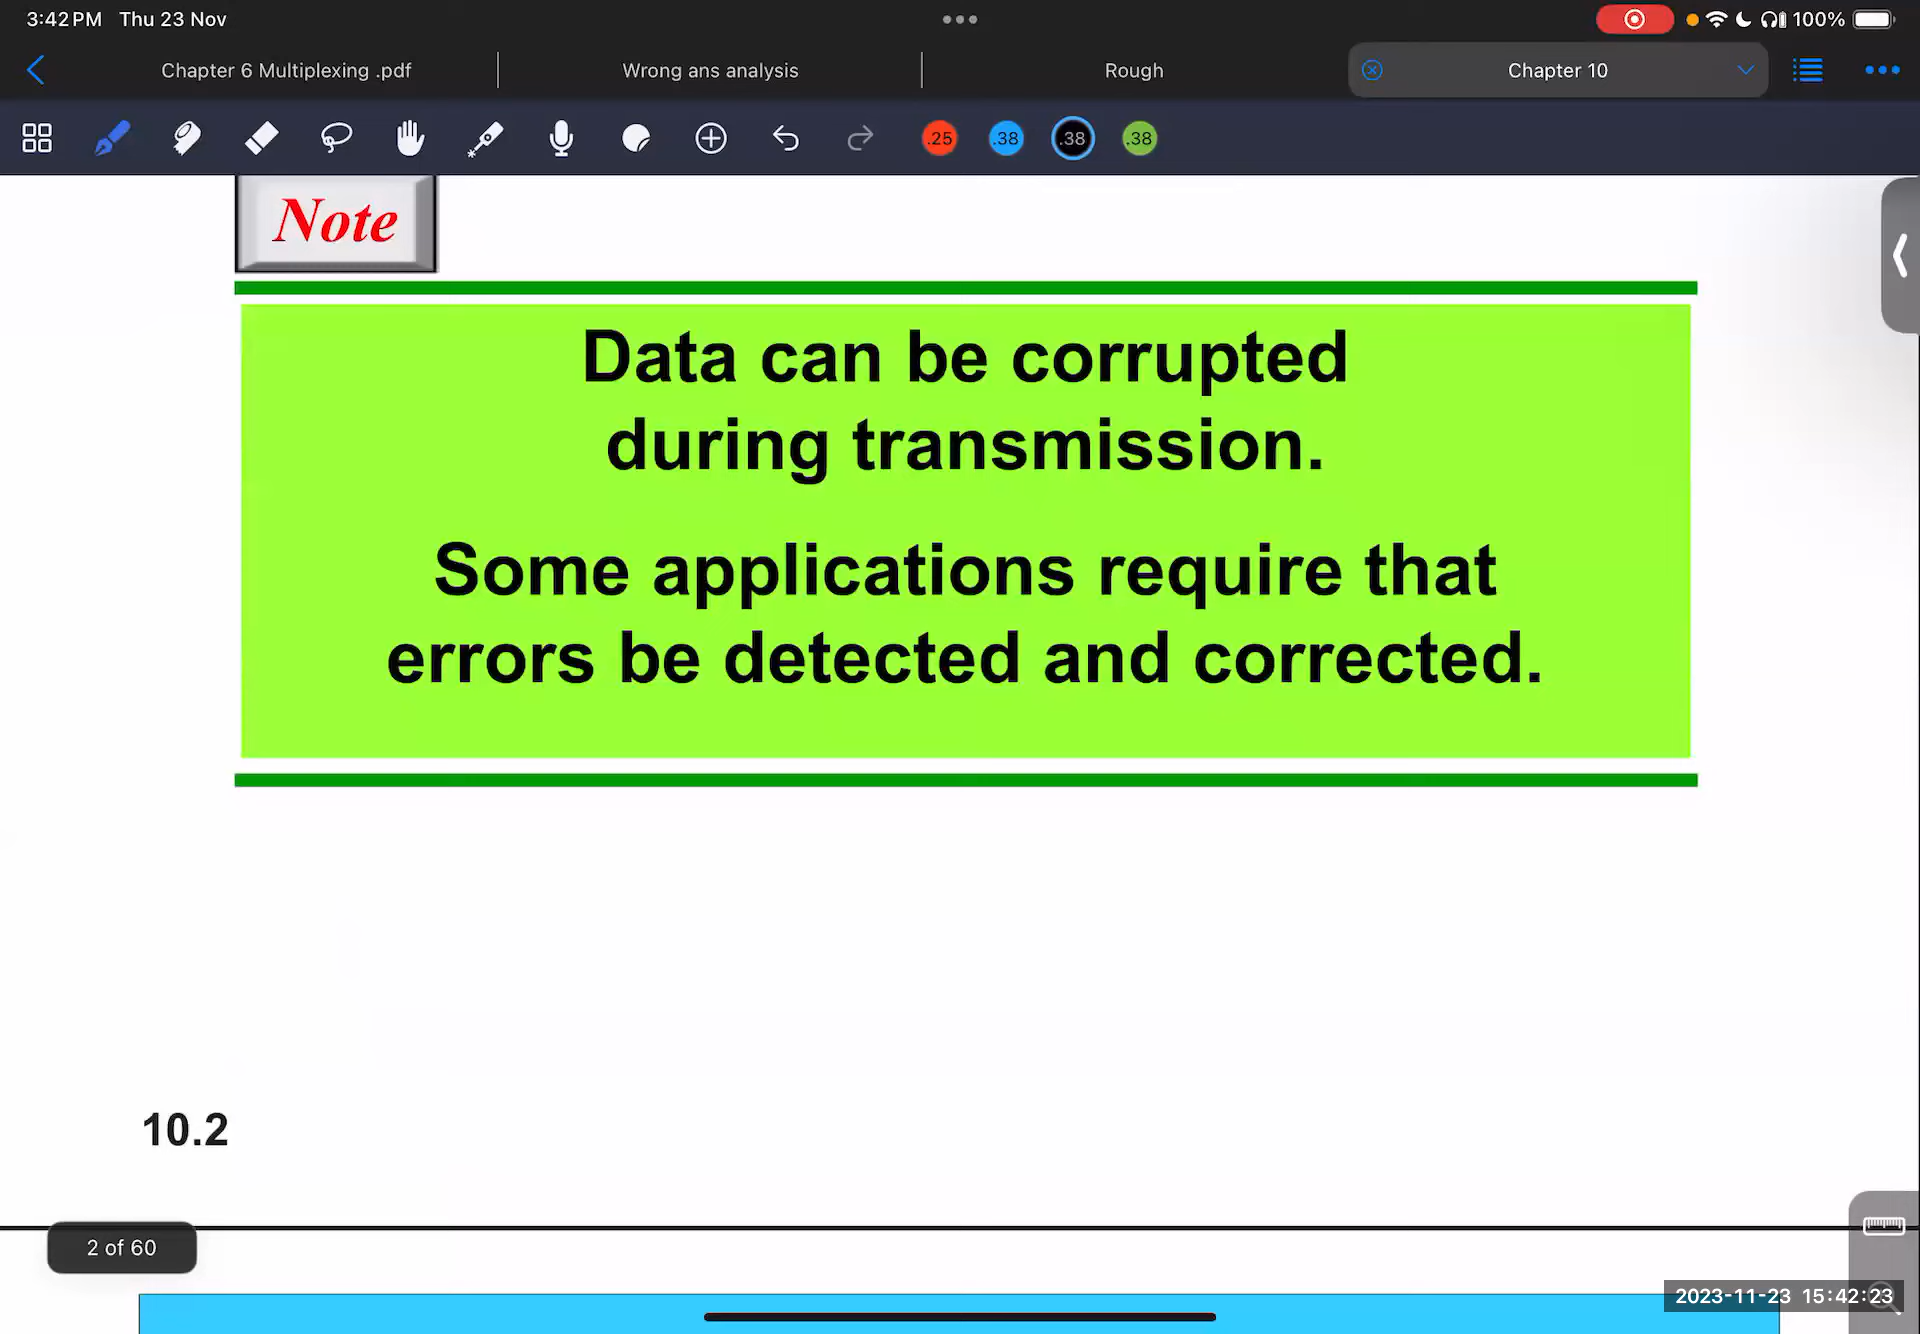 3:42 PM Thu 23 Nov
100%
Chapter 6 Multiplexing .pdf
Wrong ans analysis
Rough
Chapter 10
.25 .38 .38 .38
Note
Data can be corrupted
during transmission.
Some applications require that
errors be detected and corrected.
10.2
2 of 60
2023-11-23 15:42:23